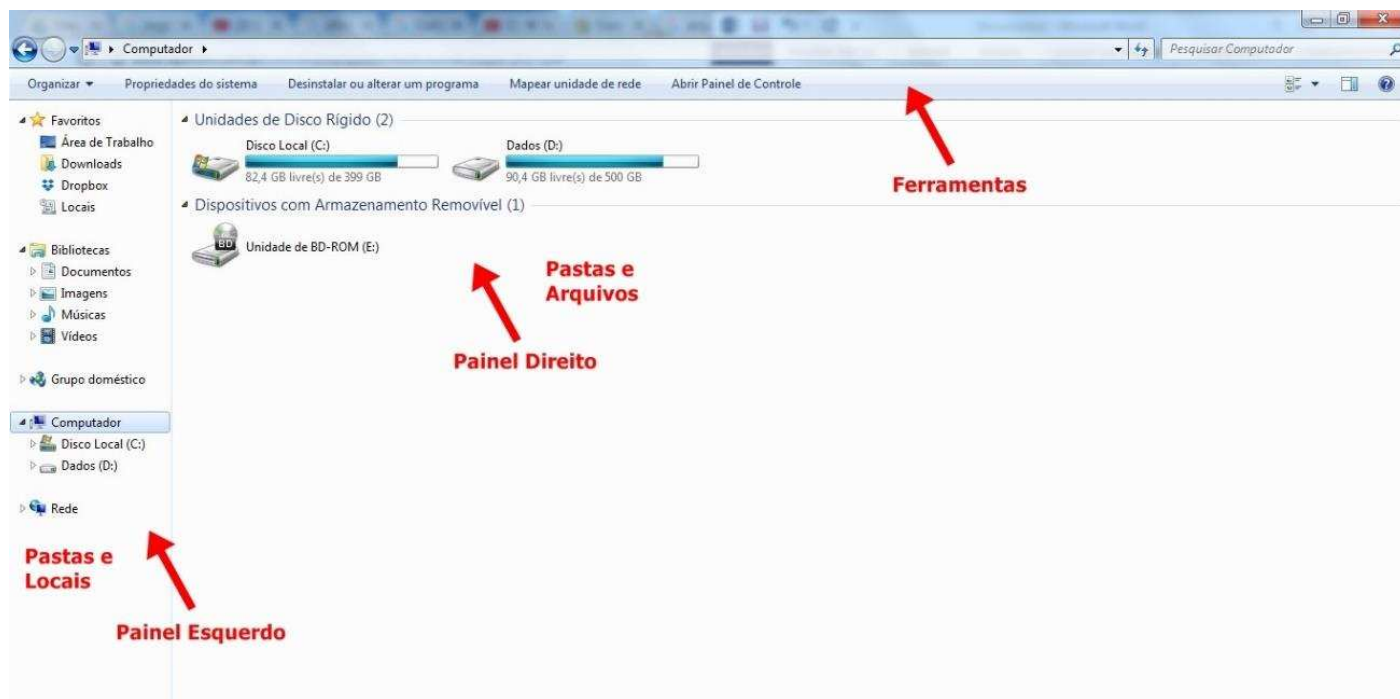 Computador
Pesquisar Computador
Organizar Propriedades do sistema Desinstalar ou alterar um programa Mapear unidade de rede Abrir Painel de Controle
Favoritos
Área de Trabalho
Downloads
Dropbox
Locais
Bibliotecas
Documentos
Imagens
Músicas
Vídeos
Grupo doméstico
Computador
Disco Local (C:)
Dados (D:)
Rede
Pastas e
Locais
Painel Esquerdo
Unidades de Disco Rígido (2)
Disco Local (C:)
82,4 GB livre(s) de 399 GB
Dados (D:)
90,4 GB livre(s) de 500 GB
Dispositivos com Armazenamento Removível (1)
BD
Unidade de BD-ROM (E:)
Pastas e
Arquivos
Painel Direito
Ferramentas